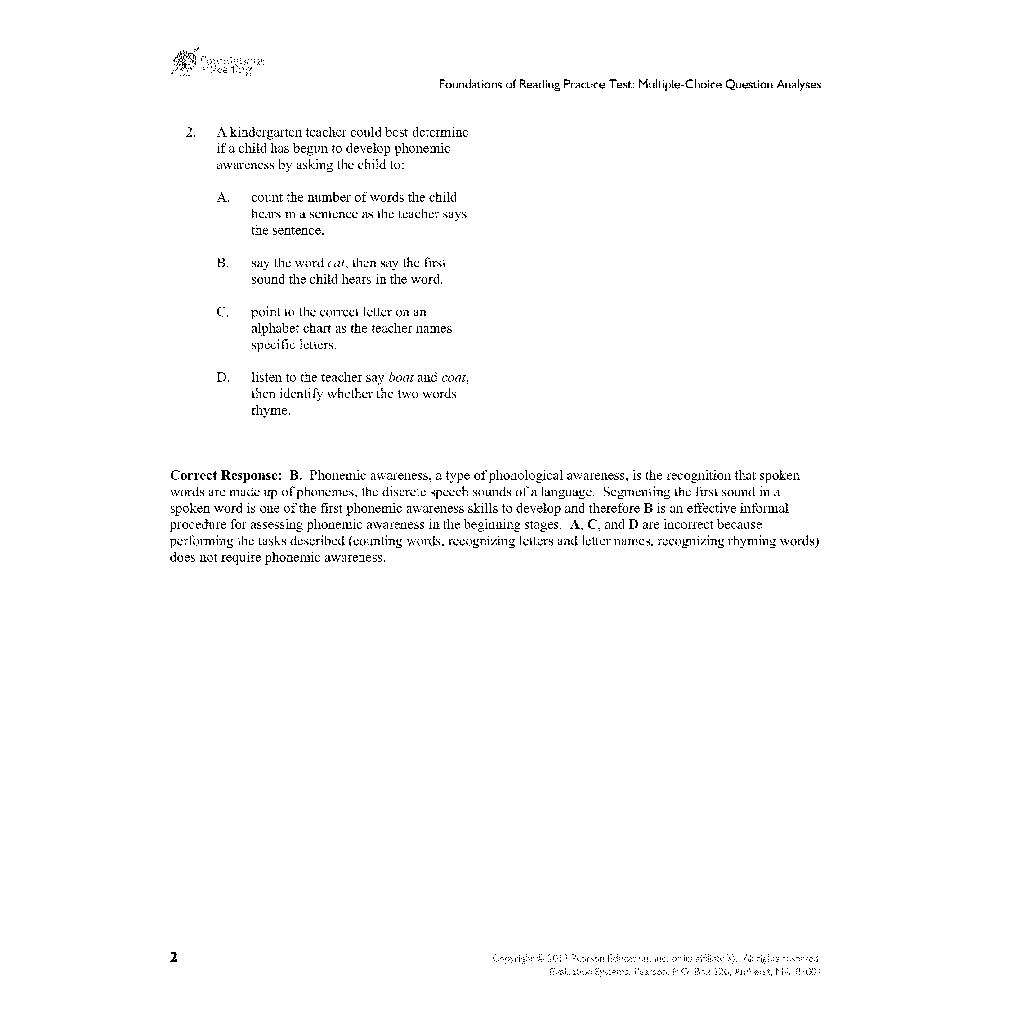 Foundations of Reading Practice Test: Multiple-Choice Question Analyses
2. A kindergarten teacher could best determine
if a child has begun to develop phonemic
awareness by asking the child to:
A. count the number of words the child
hears in a sentence as the teacher says
the sentence.
B. say the word cat, then say the first
sound the child hears in the word.
C. point to the correct letter on an
alphabet chart as the teacher names
specific letters.
D. listen to the teacher say boat and coat,
then identify whether the two words
rhyme.
Correct Response: B. Phonemic awareness, a type of phonological awareness, is the recognition that spoken
words are made up of phonemes, the discrete speech sounds of a language. Segmenting the first sound in a
spoken word is one of the first phonemic awareness skills to develop and therefore B is an effective informal
procedure for assessing phonemic awareness in the beginning stages. A, C, and D are incorrect because
performing the tasks described (counting words, recognizing letters and letter names, recognizing rhyming words)
does not require phonemic awareness.
2
Copyright © Pearson Education, Inc. or its affiliate(s). All rights reserved.
Evaluation Systems, Pearson, P.O. Box 226, Amherst, MA